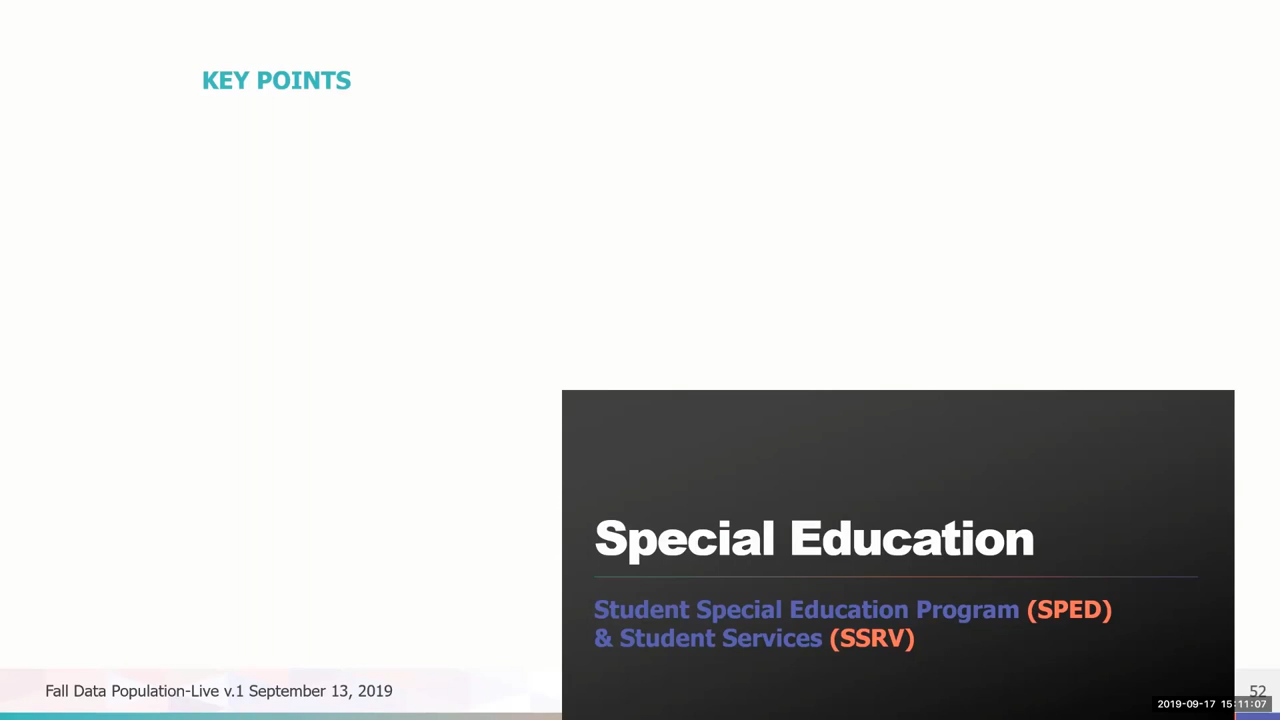 KEY POINTS
Special Education
Student Special Education Program (SPED)
& Student Services (SSRV)
Fall Data Population-Live v.1 September 13, 2019
52
2019-09-17 15:11:07